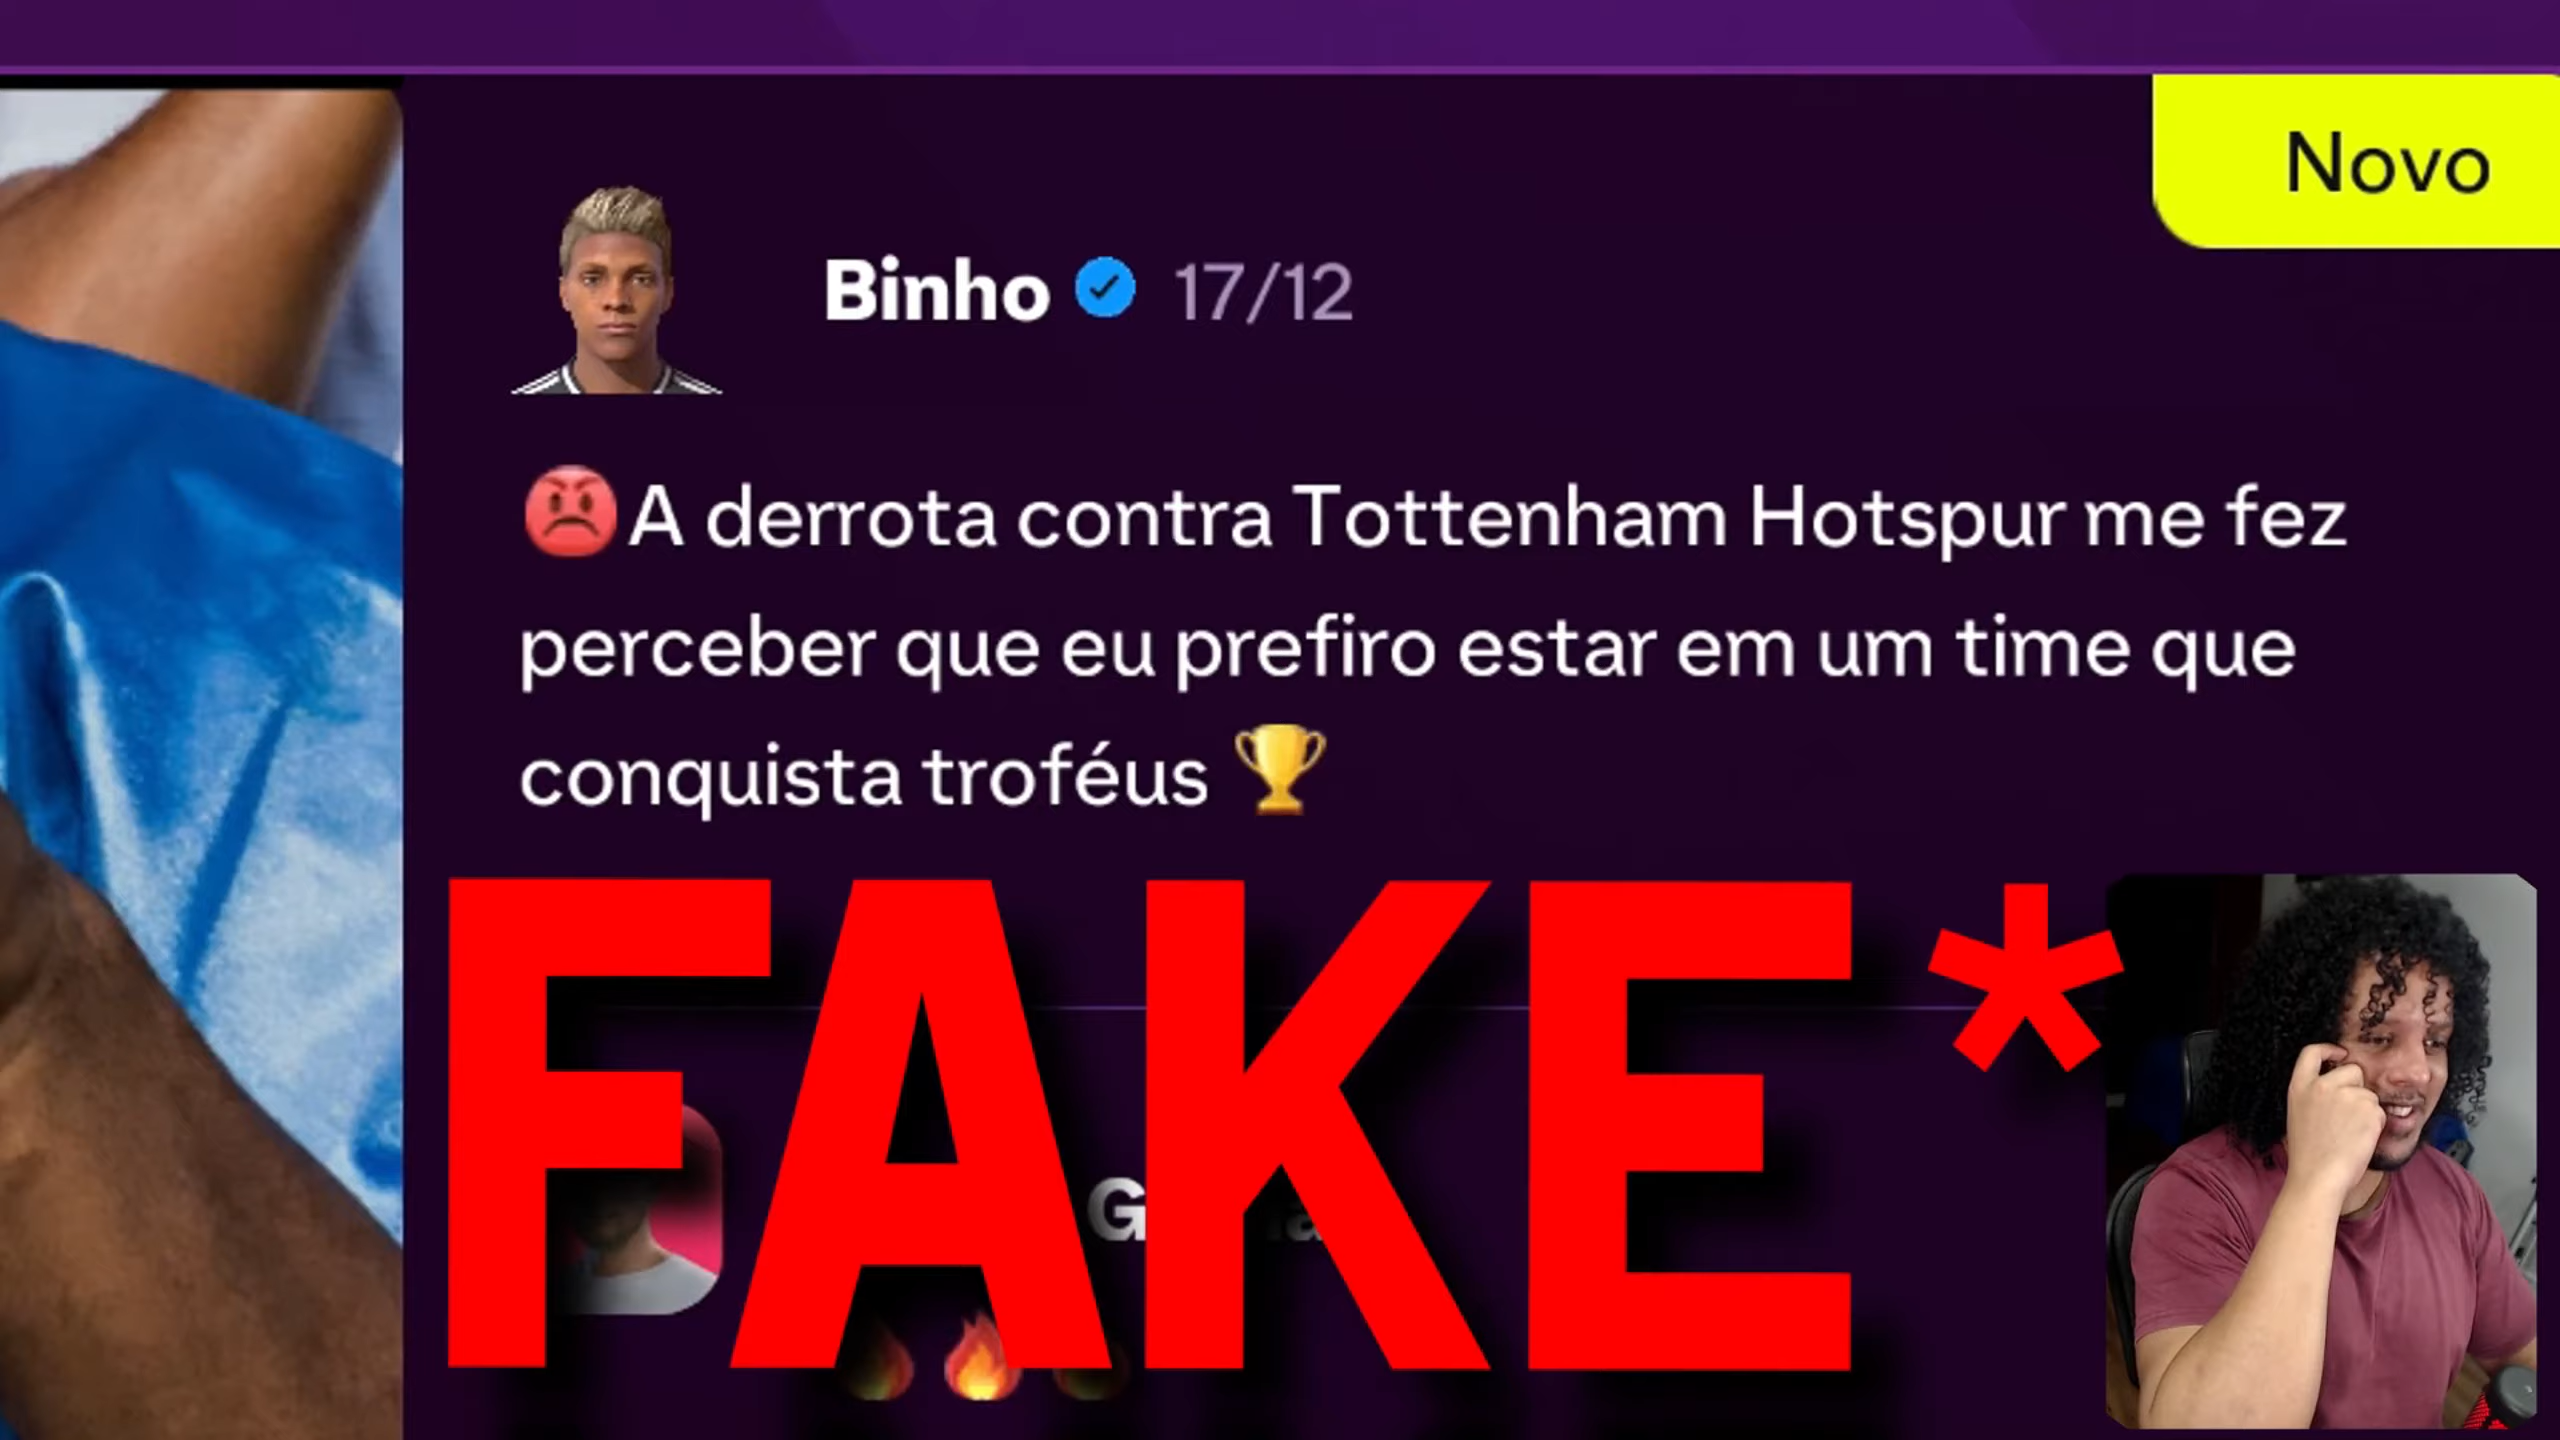 Novo
Binho 17/12
A derrota contra Tottenham Hotspur me fez
perceber que eu prefiro estar em um time que
conquista troféus
FAKE*